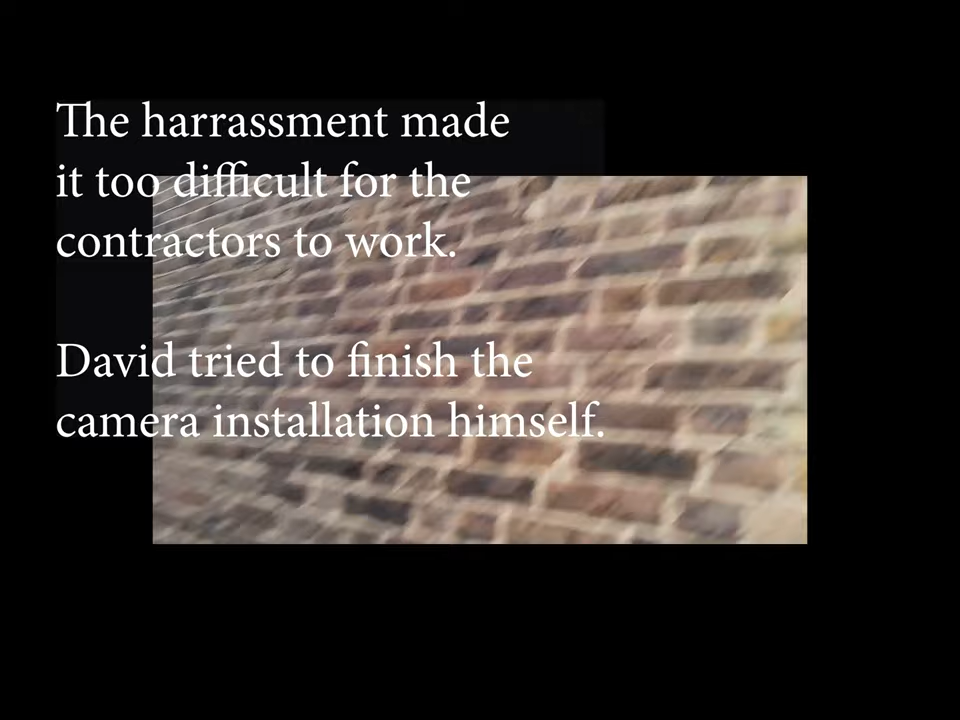 The harrassment made
it too difficult for the
contractors to work.
David tried to finish the
camera installation himself.